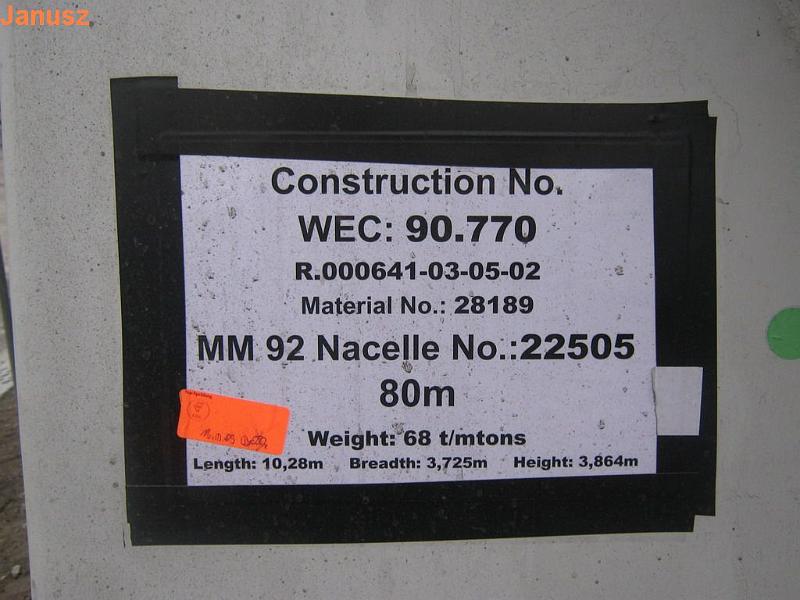 Janusz
Construction No.
WEC: 90.770
R.000641-03-05-02
Material No.: 28189
MM 92 Nacelle No.:22505
80m
Weight: 68 t/mtons
Length: 10,28m Breadth: 3,725m Height: 3,864m